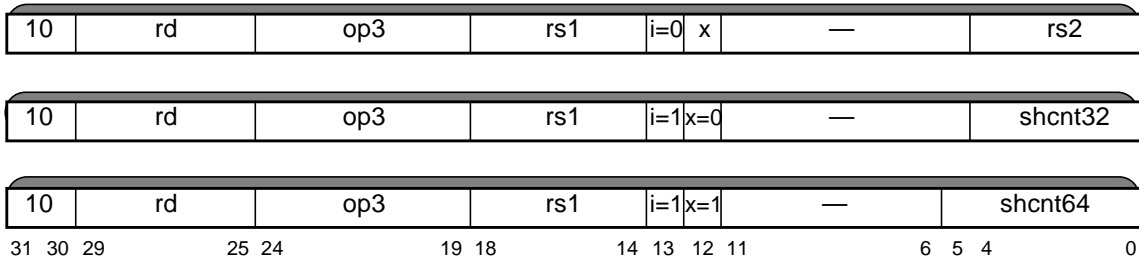 10 rd op3 rs1 i=0 x — rs2
10 rd op3 rs1 i=1 x=0 — shcnt32
10 rd op3 rs1 i=1 x=1 — shcnt64
31 30 29 25 24 19 18 14 13 12 11 6 5 4 0